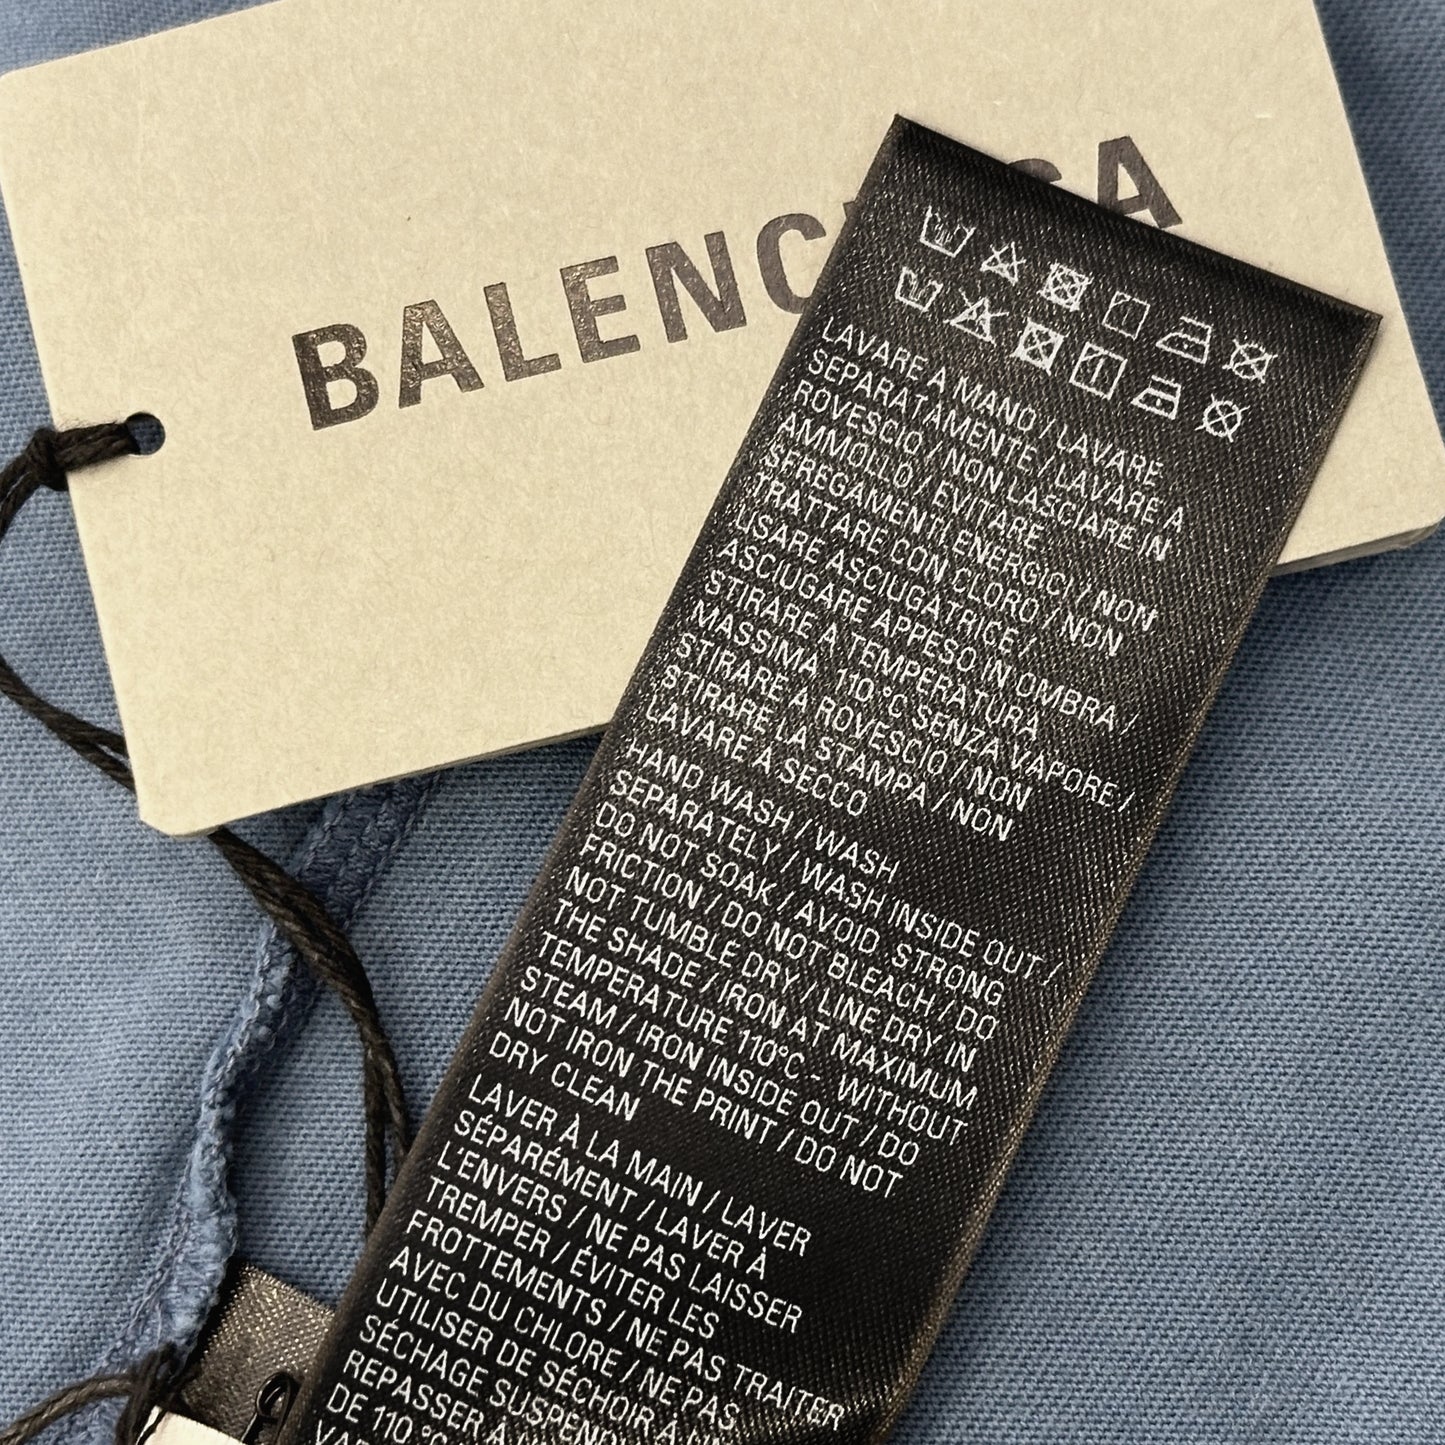 BALENC GA
LAVARE A MANO / LAVARE
SEPARATAMENTE / LAVARE A
ROVESCIO / NON LASCIARE IN
AMMOLLO / EVITARE
SFREGAMENTI ENERGICI / NON
TRATTARE CON CLORO / NON
USARE ASCIUGATRICE /
ASCIUGARE APPESO IN OMBRA /
STIRARE A TEMPERATURA
MASSIMA 110 °C SENZA VAPORE /
STIRARE A ROVESCIO / NON
STIRARE LA STAMPA / NON
LAVARE A SECCO
HAND WASH / WASH
SEPARATELY / WASH INSIDE OUT /
DO NOT SOAK / AVOID STRONG
FRICTION / DO NOT BLEACH / DO
NOT TUMBLE DRY / LINE DRY IN
THE SHADE / IRON AT MAXIMUM
TEMPERATURE 110°C - WITHOUT
STEAM / IRON INSIDE OUT / DO
NOT IRON THE PRINT / DO NOT
DRY CLEAN
LAVER À LA MAIN / LAVER
SÉPARÉMENT / LAVER À
L'ENVERS / NE PAS LAISSER
TREMPER / ÉVITER LES
FROTTEMENTS / NE PAS TRAITER
AVEC DU CHLORE / NE PAS
UTILISER DE SÉCHOIR À
SÉCHAGE
REPASSER À
DE 110 °C